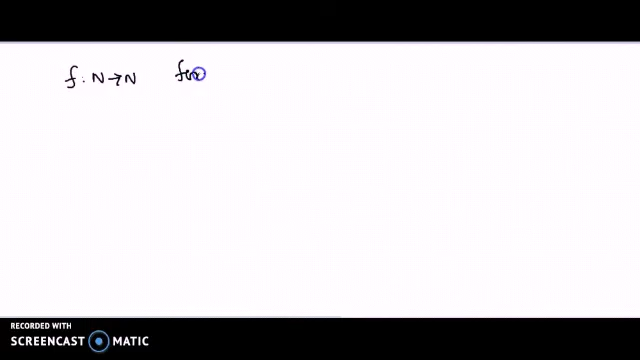 f : N → N f(x
RECORDED WITH
SCREENCAST MATIC